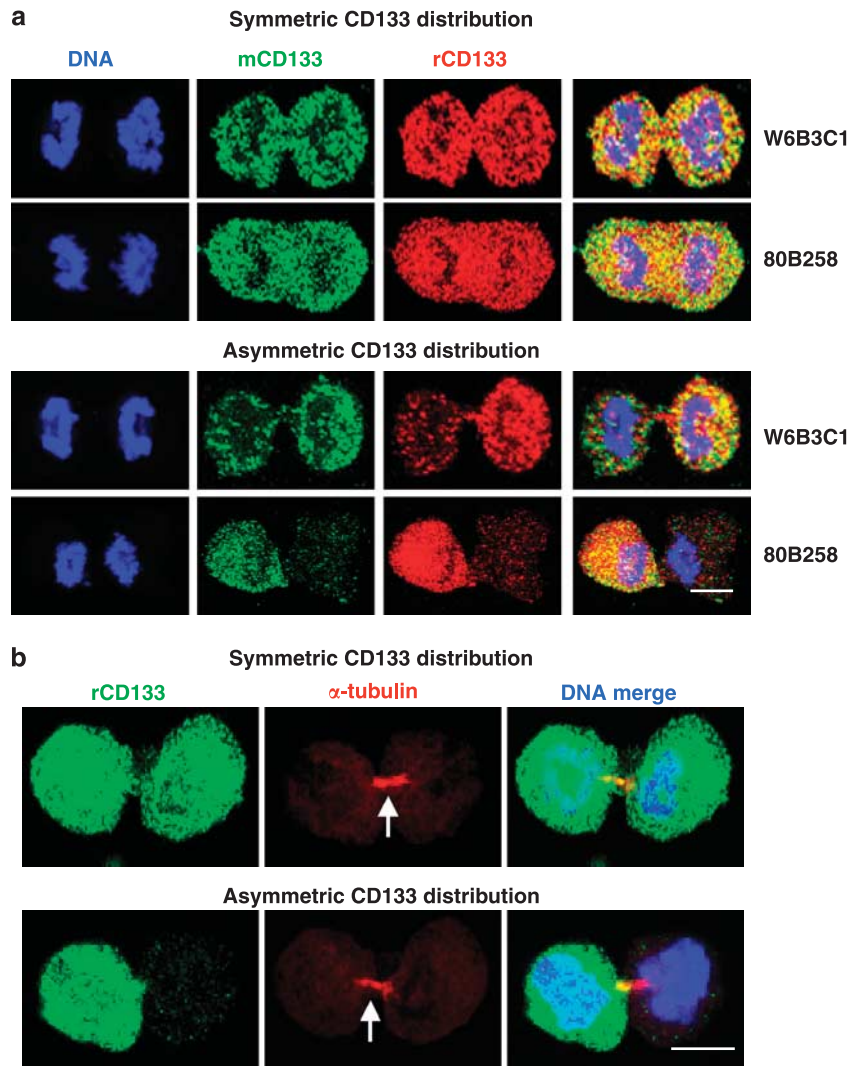 a
Symmetric CD133 distribution
DNA mCD133 rCD133
W6B3C1
80B258
Asymmetric CD133 distribution
W6B3C1
80B258
b
Symmetric CD133 distribution
rCD133 α-tubulin DNA merge
Asymmetric CD133 distribution